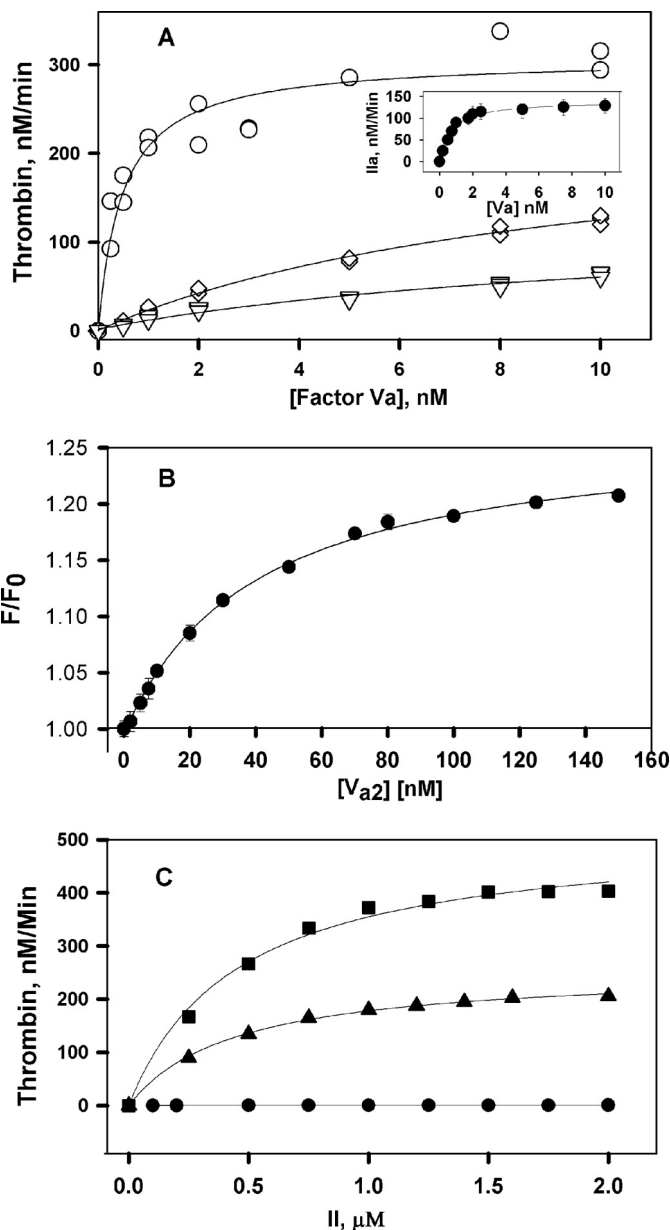 A
Thrombin, nM/min
300
200
100
0
0 2 4 6 8 10
[Factor Va], nM
IIa, nM/Min
150
100
50
0
0 2 4 6 8 10
[Va] nM
B
F/F0
1.25
1.20
1.15
1.10
1.05
1.00
0 20 40 60 80 100 120 140 160
[Va2] [nM]
C
Thrombin, nM/Min
500
400
300
200
100
0
0.0 0.5 1.0 1.5 2.0
II, μM